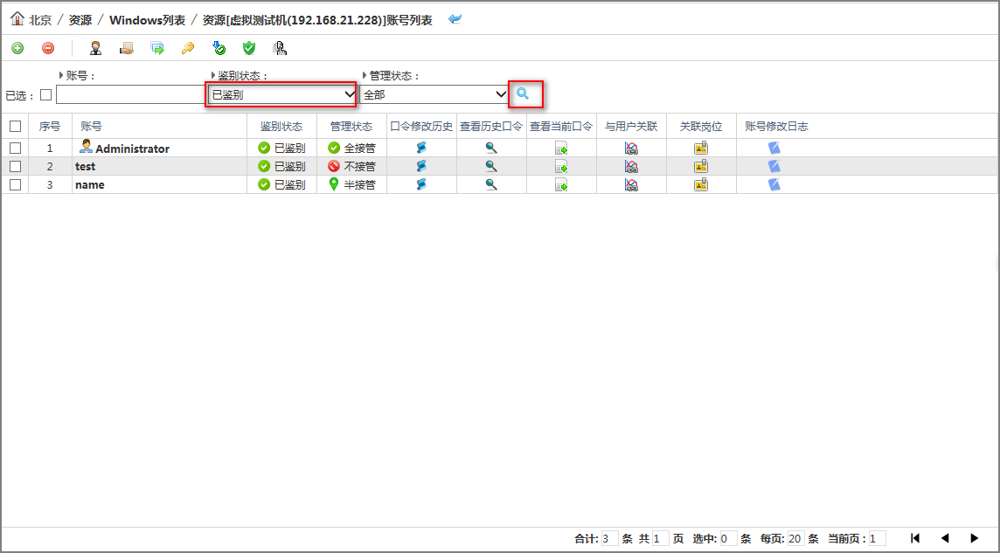 北京 / 资源 / Windows列表 / 资源[虚拟测试机(192.168.21.228)]账号列表
账号： 鉴别状态： 管理状态：
已选： 已鉴别 全部
序号 账号 鉴别状态 管理状态 口令修改历史 查看历史口令 查看当前口令 与用户关联 关联岗位 账号修改日志
1 Administrator 已鉴别 全接管
2 test 已鉴别 不接管
3 name 已鉴别 半接管
合计: 3 条 共 1 页 选中: 0 条 每页: 20 条 当前页：1